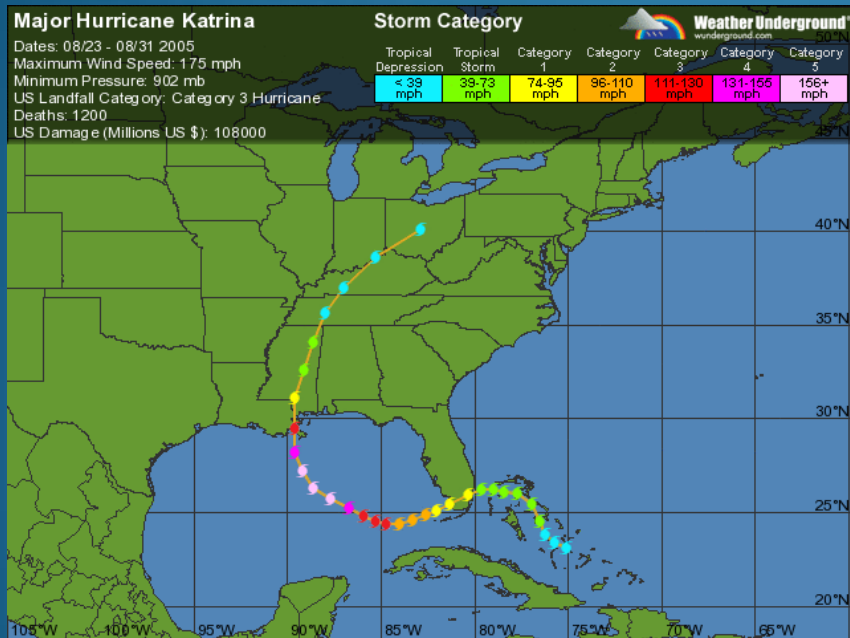 Major Hurricane Katrina
Dates: 08/23 - 08/31 2005
Maximum Wind Speed: 175 mph
Minimum Pressure: 902 mb
US Landfall Category: Category 3 Hurricane
Deaths: 1200
US Damage (Millions US $): 108000
Storm Category
Weather Underground®
wunderground.com
Tropical Depression
Tropical Storm
Category 1
Category 2
Category 3
Category 4
Category 5
< 39 mph
39-73 mph
74-95 mph
96-110 mph
111-130 mph
131-155 mph
156+ mph
50°N
45°N
40°N
35°N
30°N
25°N
20°N
105°W 100°W 90°W 85°W 80°W 75°W 70°W 65°W